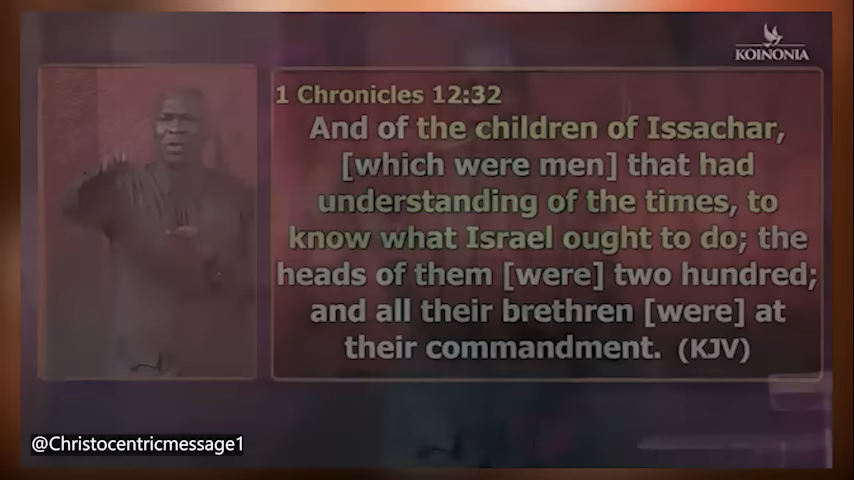 KOINONIA
1 Chronicles 12:32
And of the children of Issachar,
[which were men] that had
understanding of the times, to
know what Israel ought to do; the
heads of them [were] two hundred;
and all their brethren [were] at
their commandment. (KJV)
@Christocentricmessage1